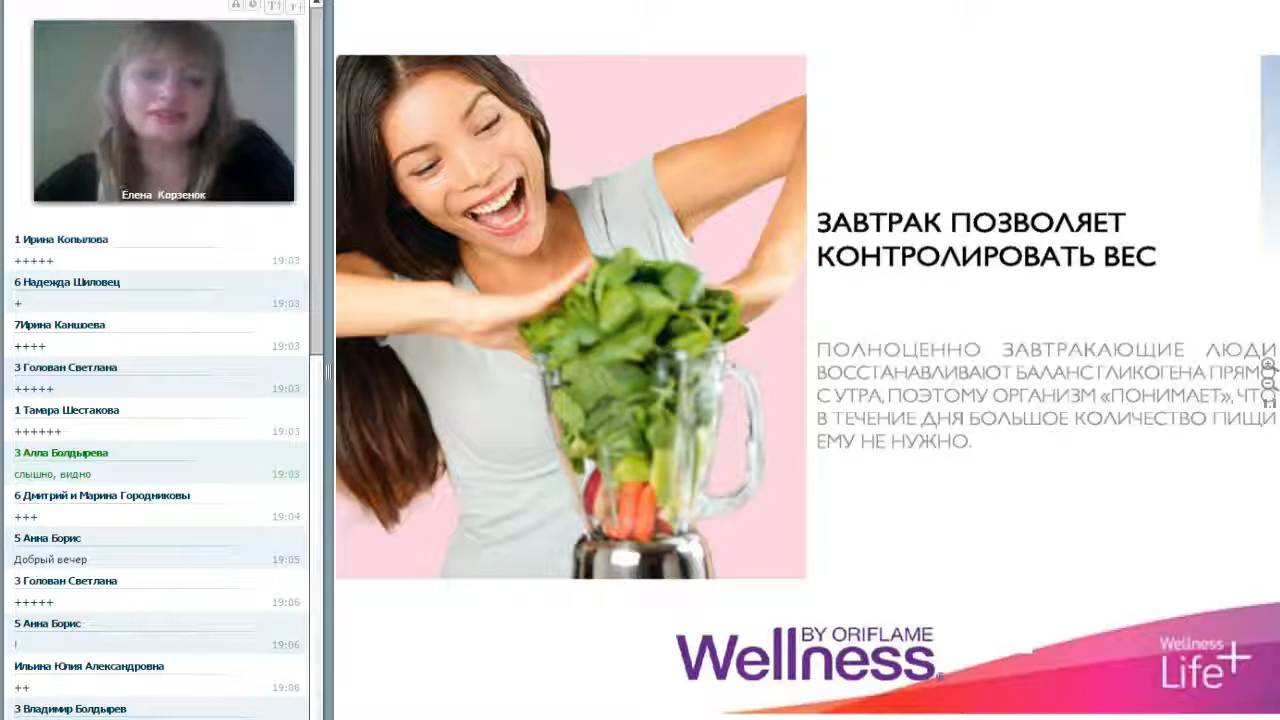 Елена Корзенок
1 Ирина Копылова
+++++ 19:03
6 Надежда Шиловец
+ 19:03
7Ирина Каншоева
++++ 19:03
3 Голован Светлана
+++++ 19:03
1 Тамара Шестакова
++++++ 19:03
3 Алла Болдырева
слышно, видно 19:03
6 Дмитрий и Марина Городниковы
+++ 19:04
5 Анна Борис
Добрый вечер 19:05
3 Голован Светлана
+++++ 19:06
5 Анна Борис
! 19:06
Ильина Юлия Александровна
++ 19:06
3 Владимир Болдырев
ЗАВТРАК ПОЗВОЛЯЕТ
КОНТРОЛИРОВАТЬ ВЕС
ПОЛНОЦЕННО ЗАВТРАКАЮЩИЕ ЛЮДИ
ВОССТАНАВЛИВАЮТ БАЛАНС ГЛИКОГЕНА ПРЯМО
С УТРА, ПОЭТОМУ ОРГАНИЗМ «ПОНИМАЕТ», ЧТО
В ТЕЧЕНИЕ ДНЯ БОЛЬШОЕ КОЛИЧЕСТВО ПИЩИ
ЕМУ НЕ НУЖНО.
BY ORIFLAME
Wellness
Wellness
Life+